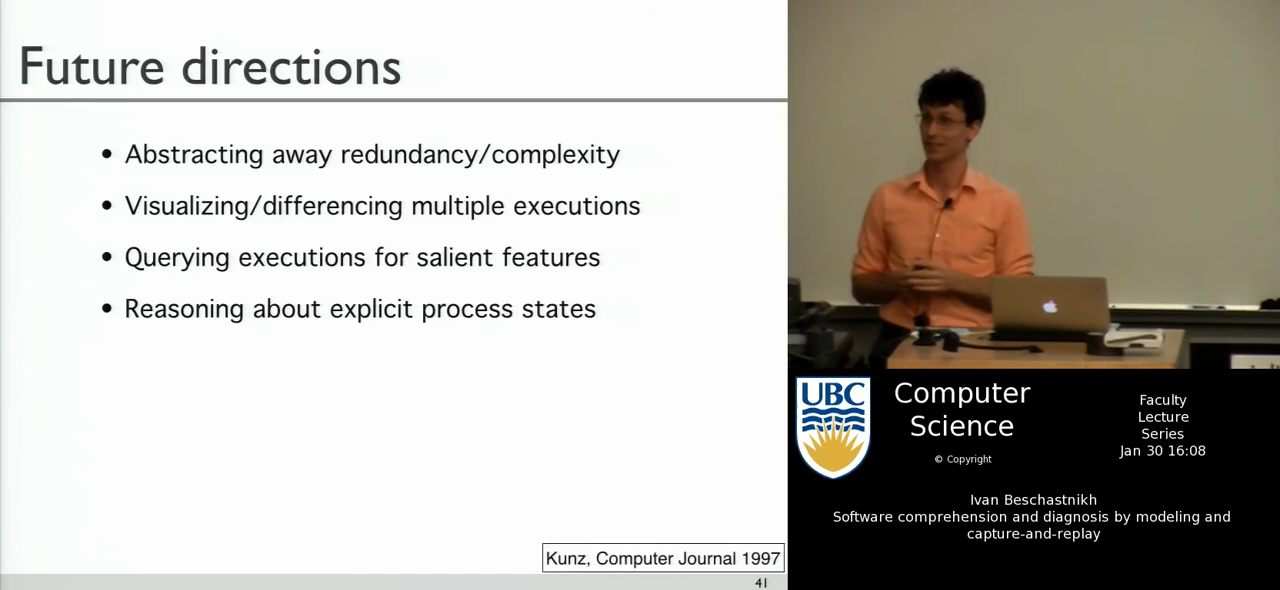 Future directions
• Abstracting away redundancy/complexity
• Visualizing/differencing multiple executions
• Querying executions for salient features
• Reasoning about explicit process states
Kunz, Computer Journal 1997
41
UBC
Computer
Science
© Copyright
Faculty
Lecture
Series
Jan 30 16:08
Ivan Beschastnikh
Software comprehension and diagnosis by modeling and
capture-and-replay